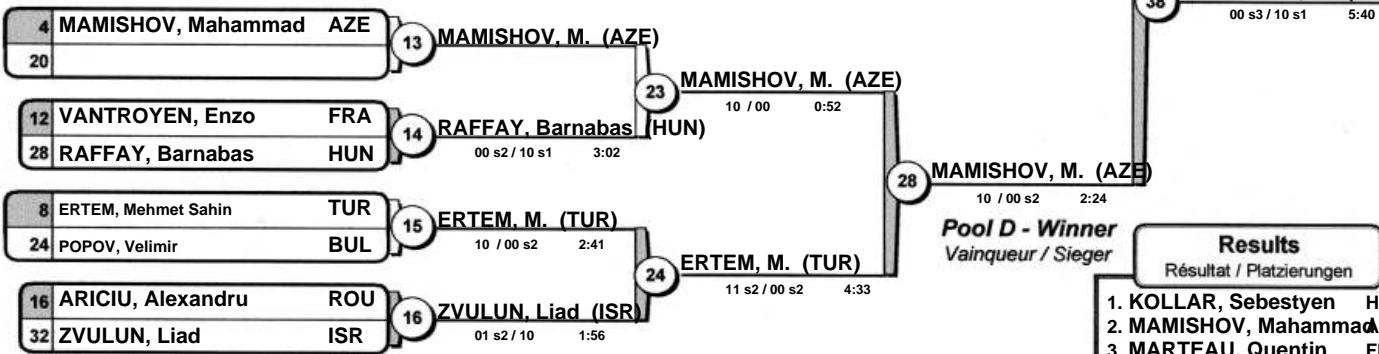 38
00 s3 / 10 s1 5:40
4 MAMISHOV, Mahammad AZE
20
13 MAMISHOV, M. (AZE)
12 VANTROYEN, Enzo FRA
28 RAFFAY, Barnabas HUN
14 RAFFAY, Barnabas (HUN)
00 s2 / 10 s1 3:02
23 MAMISHOV, M. (AZE)
10 / 00 0:52
8 ERTEM, Mehmet Sahin TUR
24 POPOV, Velimir BUL
15 ERTEM, M. (TUR)
10 / 00 s2 2:41
16 ARICIU, Alexandru ROU
32 ZVULUN, Liad ISR
16 ZVULUN, Liad (ISR)
01 s2 / 10 1:56
24 ERTEM, M. (TUR)
11 s2 / 00 s2 4:33
28 MAMISHOV, M. (AZE)
10 / 00 s2 2:24
Pool D - Winner
Vainqueur / Sieger
Results
Résultat / Platzierungen
1. KOLLAR, Sebestyen H
2. MAMISHOV, Mahammad
3. MARTEAU, Quentin